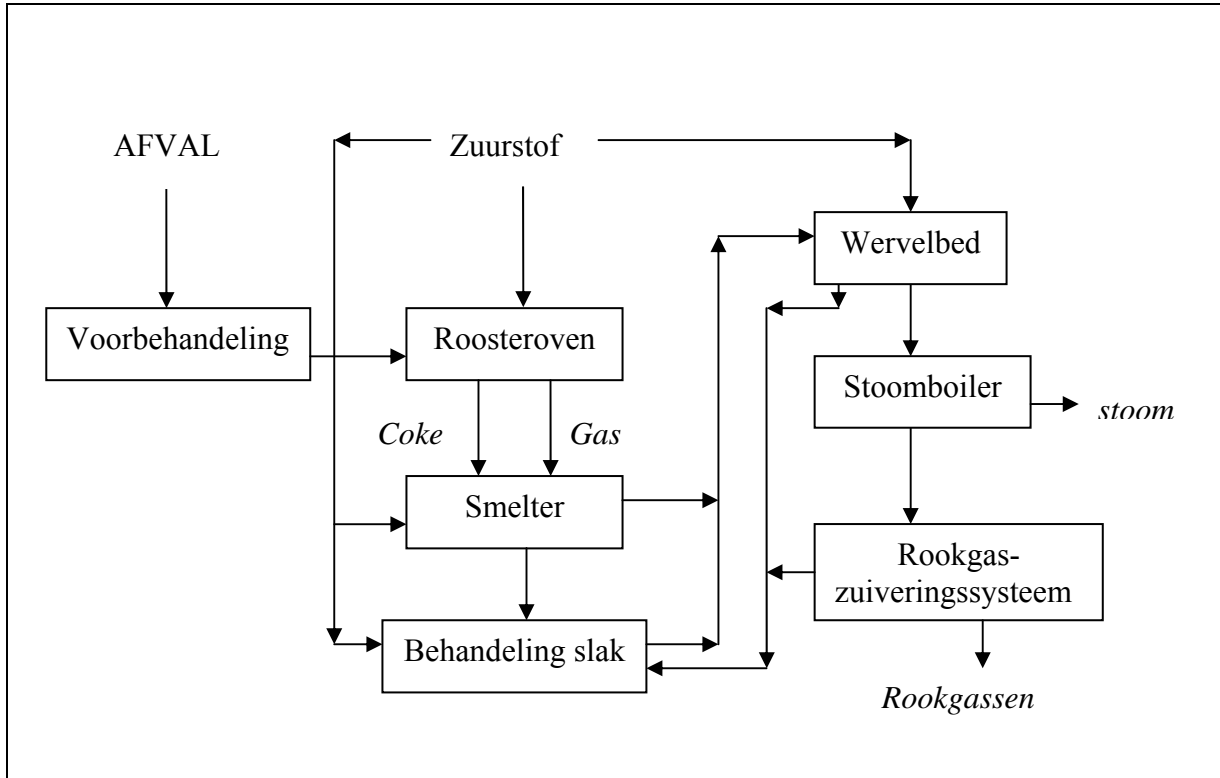 AFVAL
Zuurstof
Wervelbed
Voorbehandeling
Roosteroven
Stoomboiler
stoom
Coke
Gas
Smelter
Rookgas-
zuiveringssysteem
Behandeling slak
Rookgassen